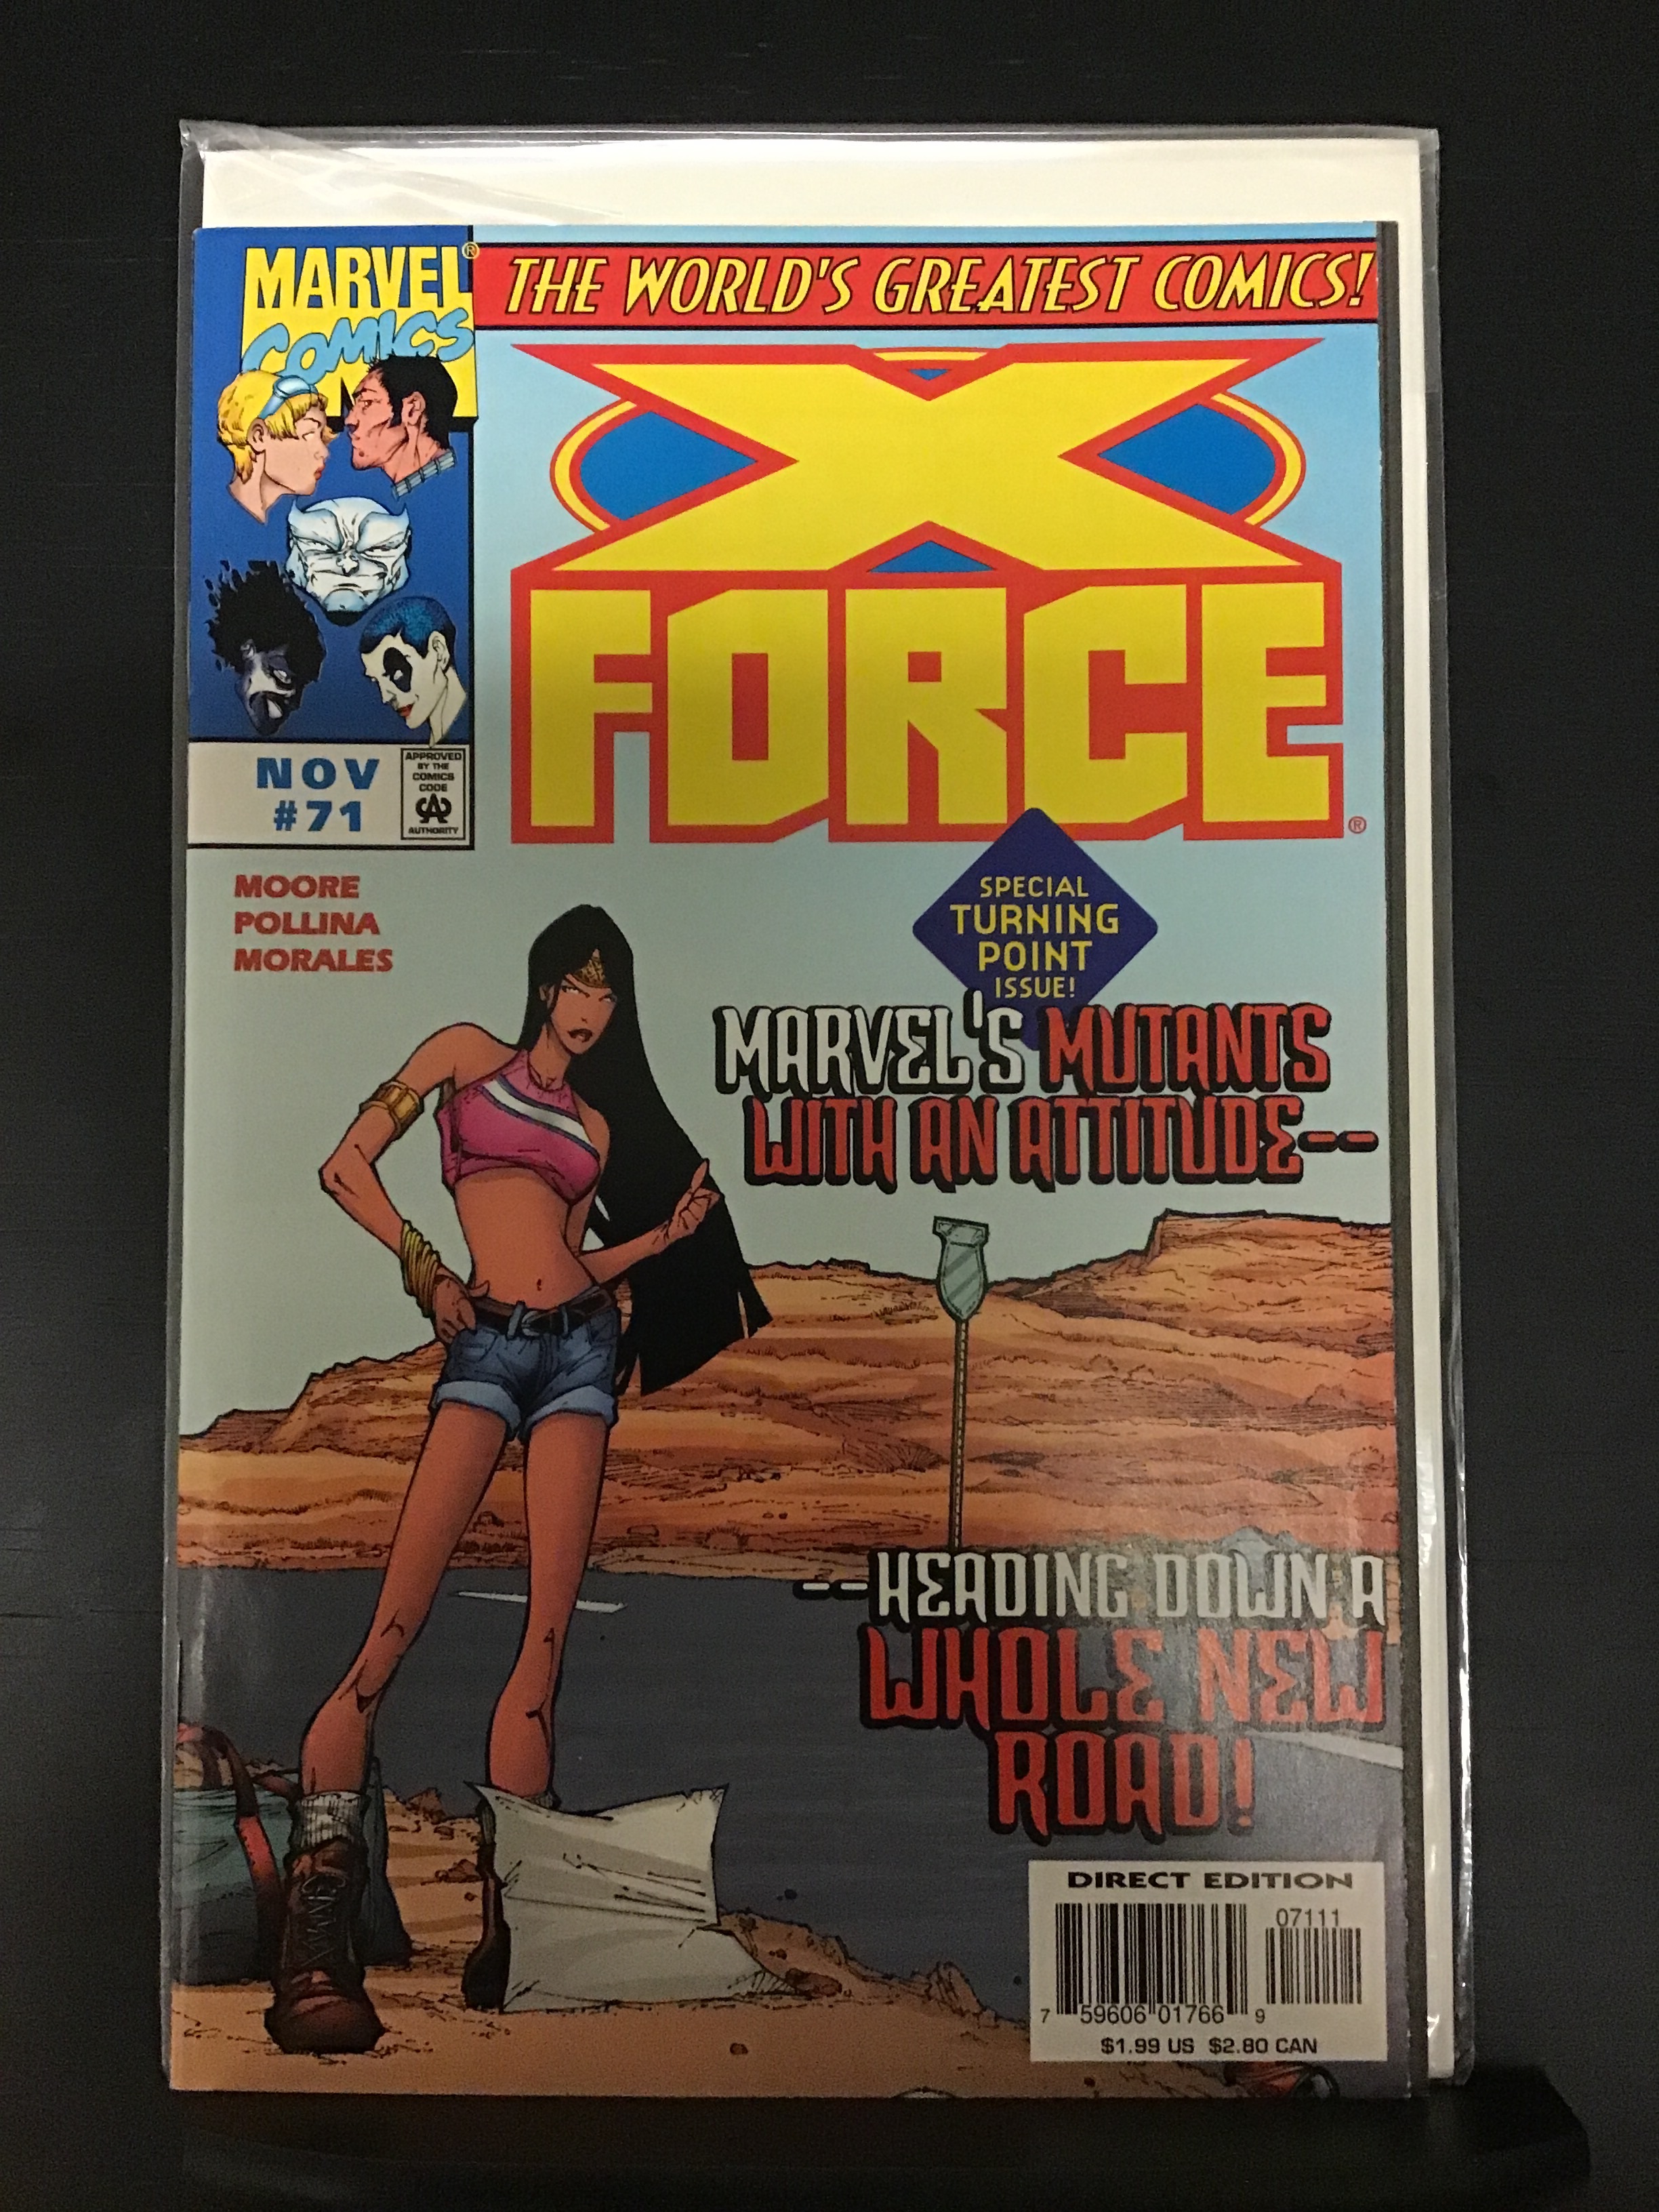 MARVEL®
COMICS
THE WORLD'S GREATEST COMICS!
X
FORCE®
NOV
#71
APPROVED
BY THE
COMICS
CODE
CA
AUTHORITY
MOORE
POLLINA
MORALES
SPECIAL
TURNING
POINT
ISSUE!
MARVEL'S MUTANTS
WITH AN ATTITUDE--
--HEADING DOWN A
WHOLE NEW
ROAD!
DIRECT EDITION
07111
7 59606 01766 9
$1.99 US $2.80 CAN